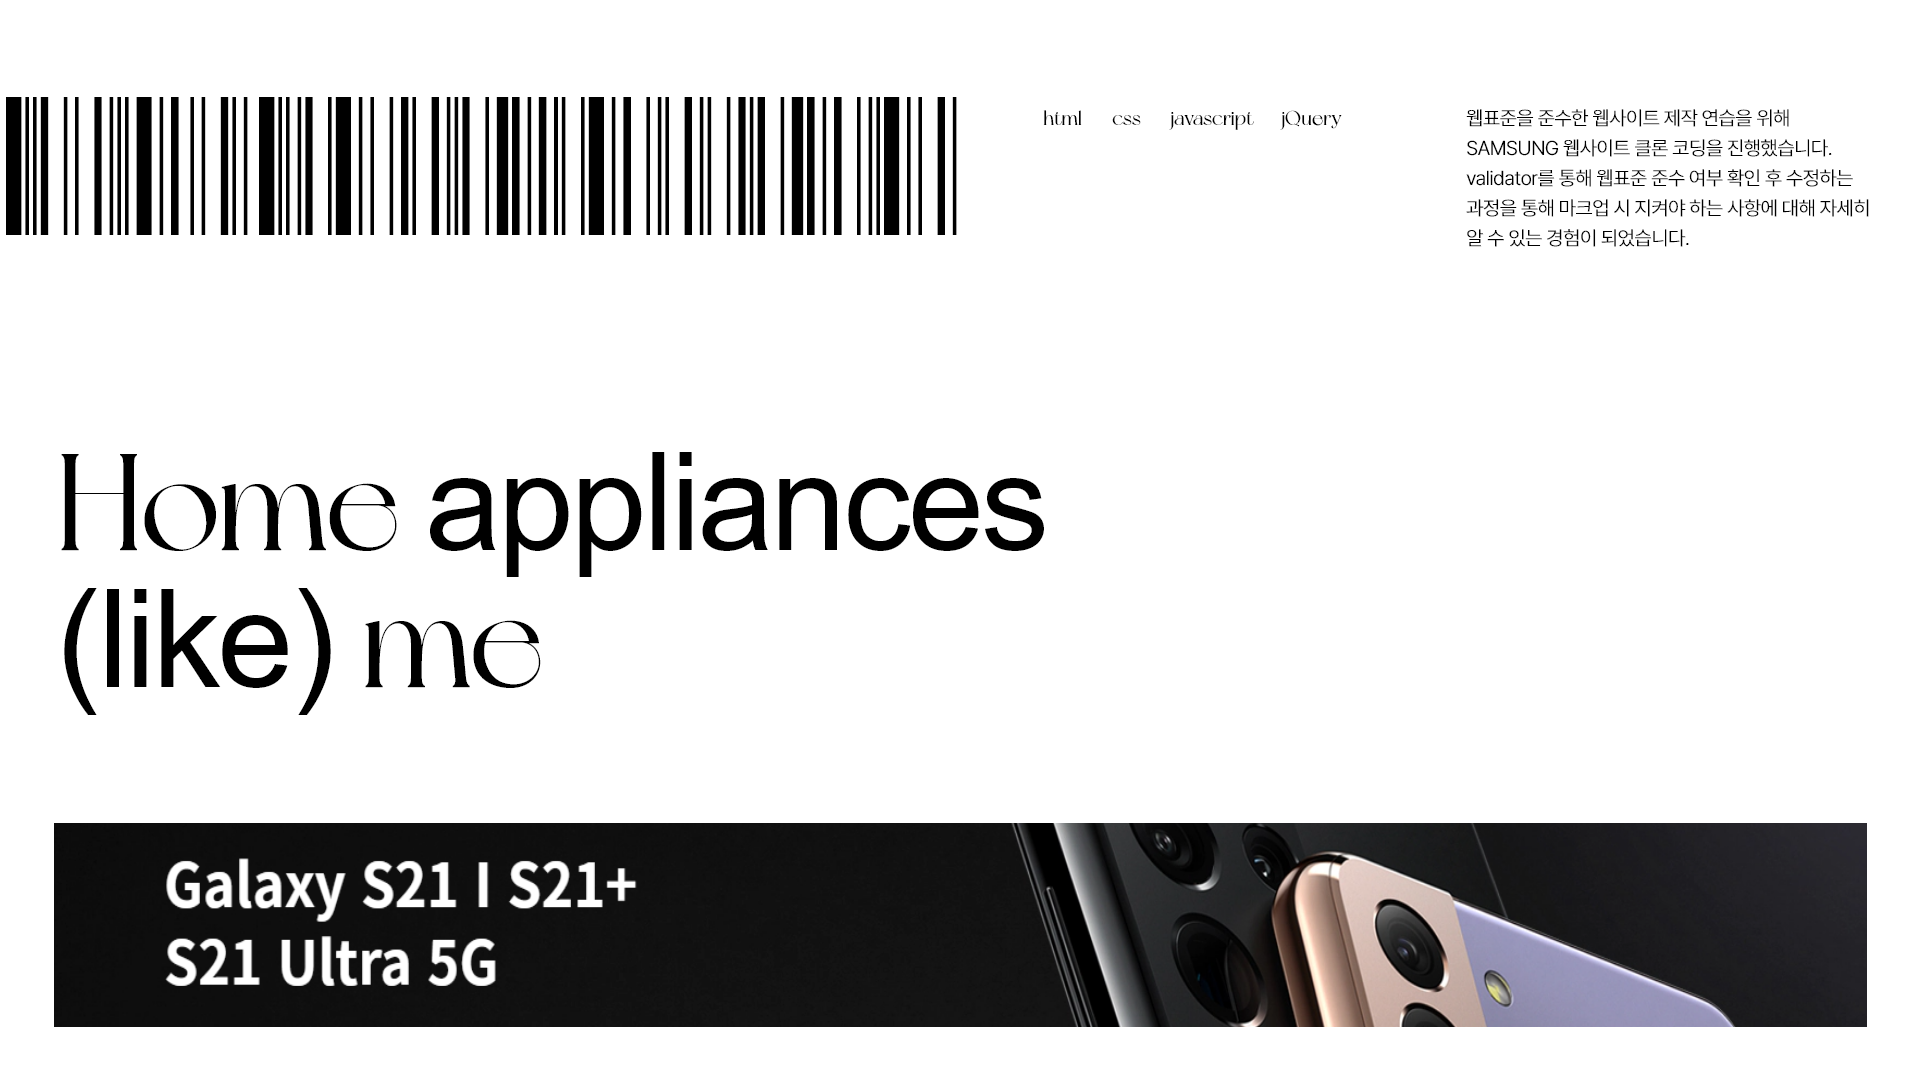 html css javascript jQuery
웹표준을 준수한 웹사이트 제작 연습을 위해
SAMSUNG 웹사이트 클론 코딩을 진행했습니다.
validator를 통해 웹표준 준수 여부 확인 후 수정하는
과정을 통해 마크업 시 지켜야 하는 사항에 대해 자세히
알 수 있는 경험이 되었습니다.
Home appliances
(like) me
Galaxy S21 I S21+
S21 Ultra 5G